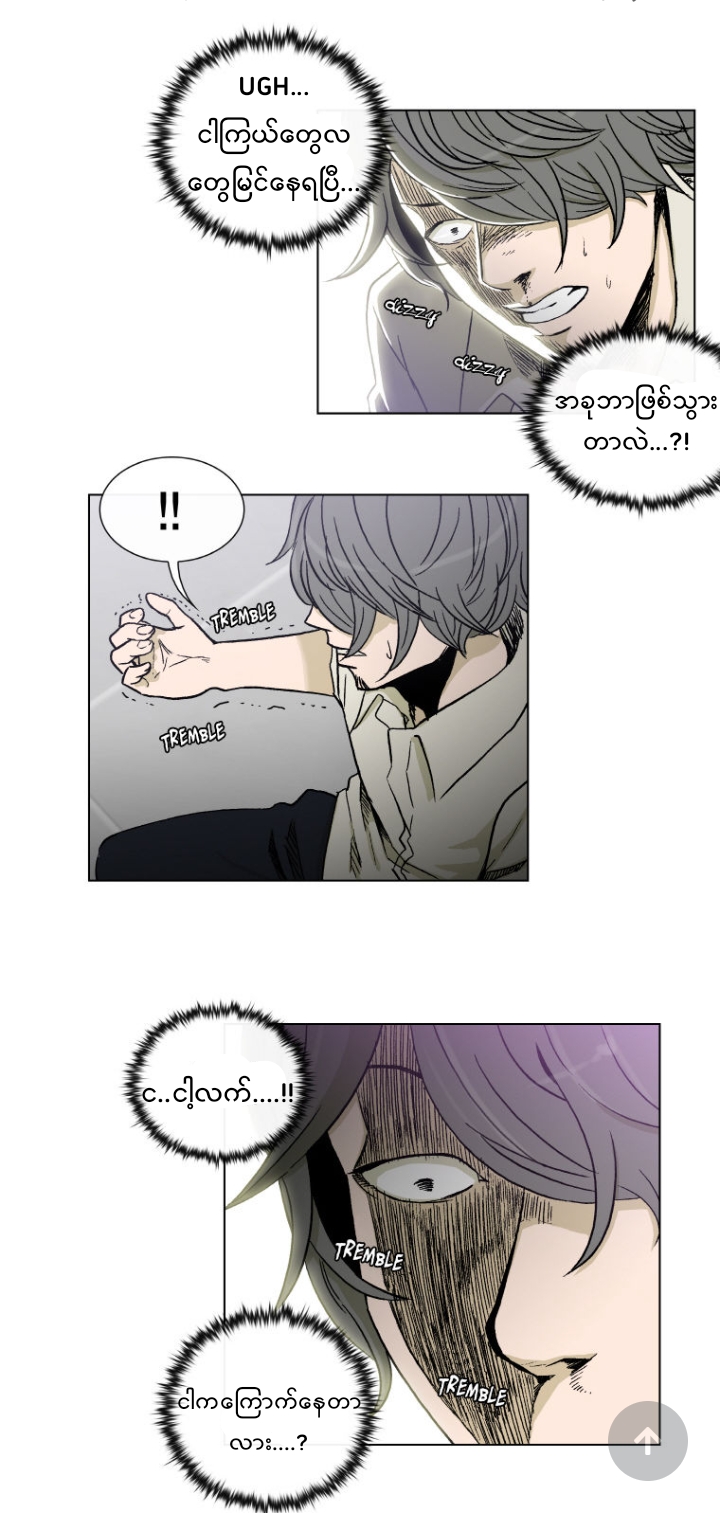 UGH...
ငါကြယ်တွေလ
တွေမြင်နေရပြီ...
dizzy
dizzy
အခုဘာဖြစ်သွား
တာလဲ...?!
!!
TREMBLE
TREMBLE
င..ငါ့လက်....!!
TREMBLE
TREMBLE
ငါကကြောက်နေတာ
လား....?